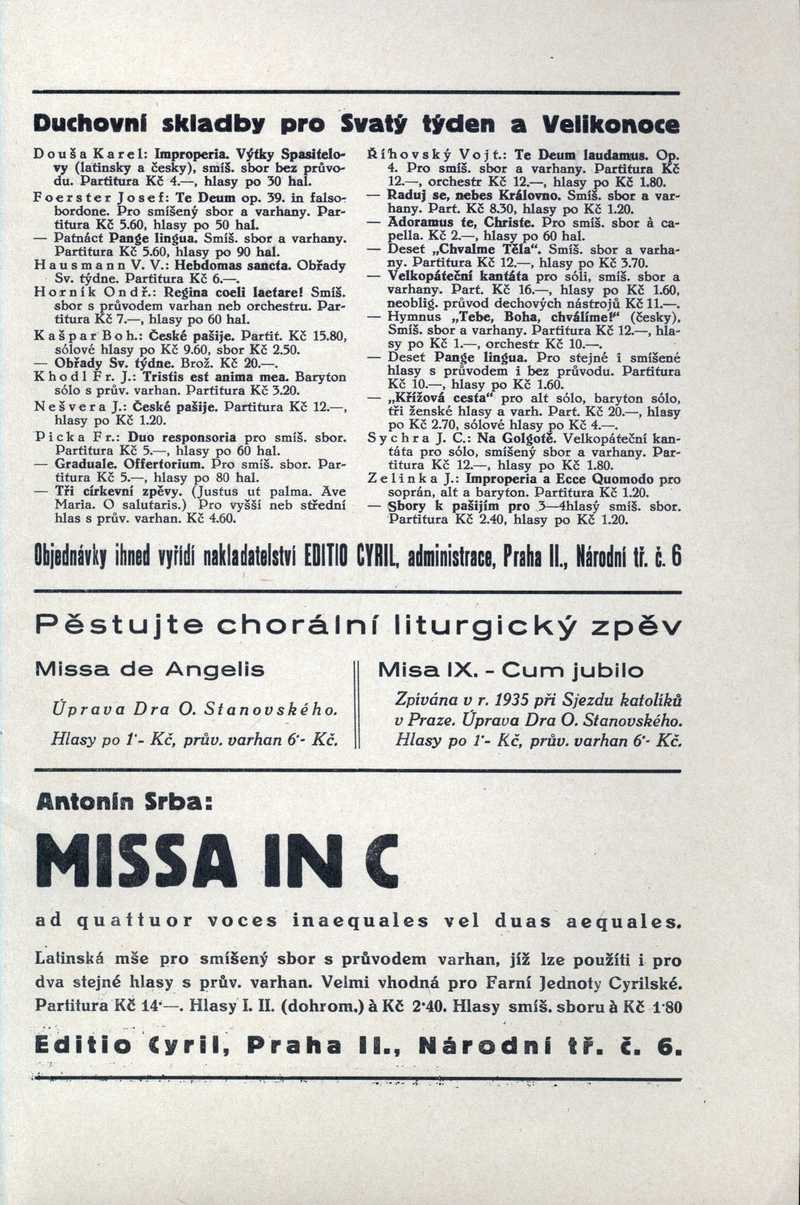 Duchovní skladby pro Svatý týden a Velikonoce
Douša Karel: Improperia. Výtky Spasitelo-
vy (latinsky a česky), smíš. sbor bez průvo-
du. Partitura Kč 4.—, hlasy po 30 hal.
Foerster Josef: Te Deum op. 39. in falso-
bordone. Pro smíšený sbor a varhany. Par-
titura Kč 5.60, hlasy po 50 hal.
— Patnáct Pange lingua. Smíš. sbor a varhany.
Partitura Kč 5.60, hlasy po 90 hal.
Hausmann V. V.: Hebdomas sancta. Obřady
Sv. týdne. Partitura Kč 6.—.
Horník Ondř.: Regina coeli laetare! Smíš.
sbor s průvodem varhan neb orchestru. Par-
titura Kč 7.—, hlasy po 60 hal.
Kašpar Boh.: České pašije. Partit. Kč 15.80,
sólové hlasy po Kč 9.60, sbor Kč 2.50.
— Obřady Sv. týdne. Brož. Kč 20.—.
Khodl Fr. J.: Tristis est anima mea. Baryton
sólo s prův. varhan. Partitura Kč 3.20.
Nešvera J.: České pašije. Partitura Kč 12.—,
hlasy po Kč 1.20.
Picka Fr.: Duo responsoria pro smíš. sbor.
Partitura Kč 5.—, hlasy po 60 hal.
— Graduale. Offertorium. Pro smíš. sbor. Par-
titura Kč 5.—, hlasy po 80 hal.
— Tři církevní zpěvy. (Justus ut palma. Ave
Maria. O salutaris.) Pro vyšší neb střední
hlas s prův. varhan. Kč 4.60.
Říhovský Vojt.: Te Deum laudamus. Op.
4. Pro smíš. sbor a varhany. Partitura Kč
12.—, orchestr Kč 12.—, hlasy po Kč 1.80.
— Raduj se, nebes Královno. Smíš. sbor a var-
hany. Part. Kč 8.30, hlasy po Kč 1.20.
— Adoramus te, Christe. Pro smíš. sbor à ca-
pella. Kč 2.—, hlasy po 60 hal.
— Deset „Chvalme Těla“. Smíš. sbor a varha-
ny. Partitura Kč 12.—, hlasy po Kč 3.70.
— Velkopáteční kantáta pro sóli, smíš. sbor a
varhany. Part. Kč 16.—, hlasy po Kč 1.60,
neoblig. průvod dechových nástrojů Kč 11.—.
— Hymnus „Tebe, Boha, chválíme!“ (česky).
Smíš. sbor a varhany. Partitura Kč 12.—, hla-
sy po Kč 1.—, orchestr Kč 10.—.
— Deset Pange lingua. Pro stejné i smíšené
hlasy s průvodem i bez průvodu. Partitura
Kč 10.—, hlasy po Kč 1.60.
— „Křížová cesta“ pro alt sólo, baryton sólo,
tři ženské hlasy a varh. Part. Kč 20.—, hlasy
po Kč 2.70, sólové hlasy po Kč 4.—.
Sychra J. C.: Na Golgotě. Velkopáteční kan-
táta pro sólo, smíšený sbor a varhany. Par-
titura Kč 12.—, hlasy po Kč 1.80.
Zelinka J.: Improperia a Ecce Quomodo pro
soprán, alt a baryton. Partitura Kč 1.20.
— Sbory k pašijím pro 3—4hlasý smíš. sbor.
Partitura Kč 2.40, hlasy po Kč 1.20.
Objednávky ihned vyřídí nakladatelství EDITIO CYRIL, administrace, Praha II., Národní tř. č. 6
Pěstujte chorální liturgický zpěv
Missa de Angelis
Úprava Dra O. Stanovského.
Hlasy po 1·- Kč, prův. varhan 6·- Kč.
Misa IX. - Cum jubilo
Zpívána v r. 1935 při Sjezdu katolíků
v Praze. Úprava Dra O. Stanovského.
Hlasy po 1·- Kč, prův. varhan 6·- Kč.
Antonín Srba:
MISSA IN C
ad quattuor voces inaequales vel duas aequales.
Latinská mše pro smíšený sbor s průvodem varhan, jíž lze použíti i pro
dva stejné hlasy s prův. varhan. Velmi vhodná pro Farní Jednoty Cyrilské.
Partitura Kč 14·—. Hlasy I. II. (dohrom.) à Kč 2·40. Hlasy smíš. sboru à Kč 1·80
Editio Cyril, Praha II., Národní tř. č. 6.